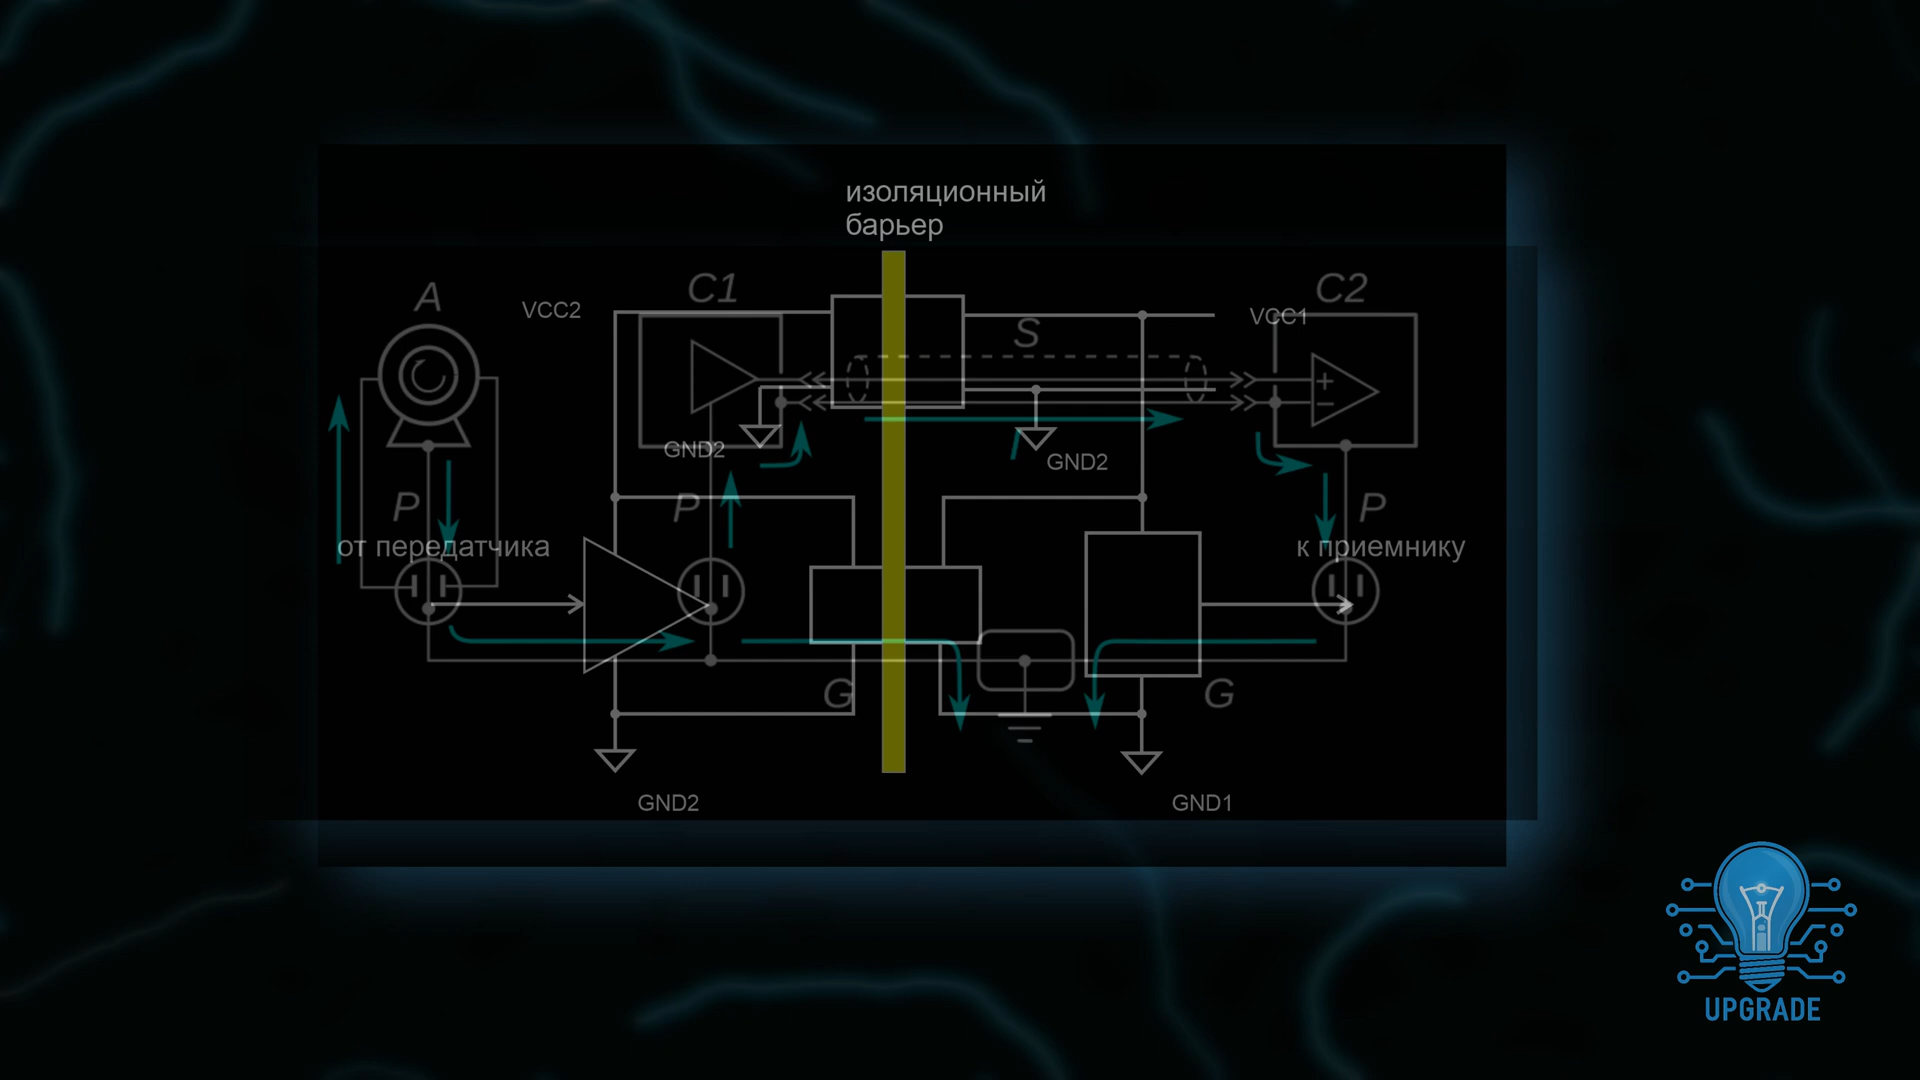 изоляционный
барьер
A
C1
C2
VCC2
VCC1
S
GND2
GND2
P
P
P
от передатчика
к приемнику
G
G
GND2
GND1
UPGRADE